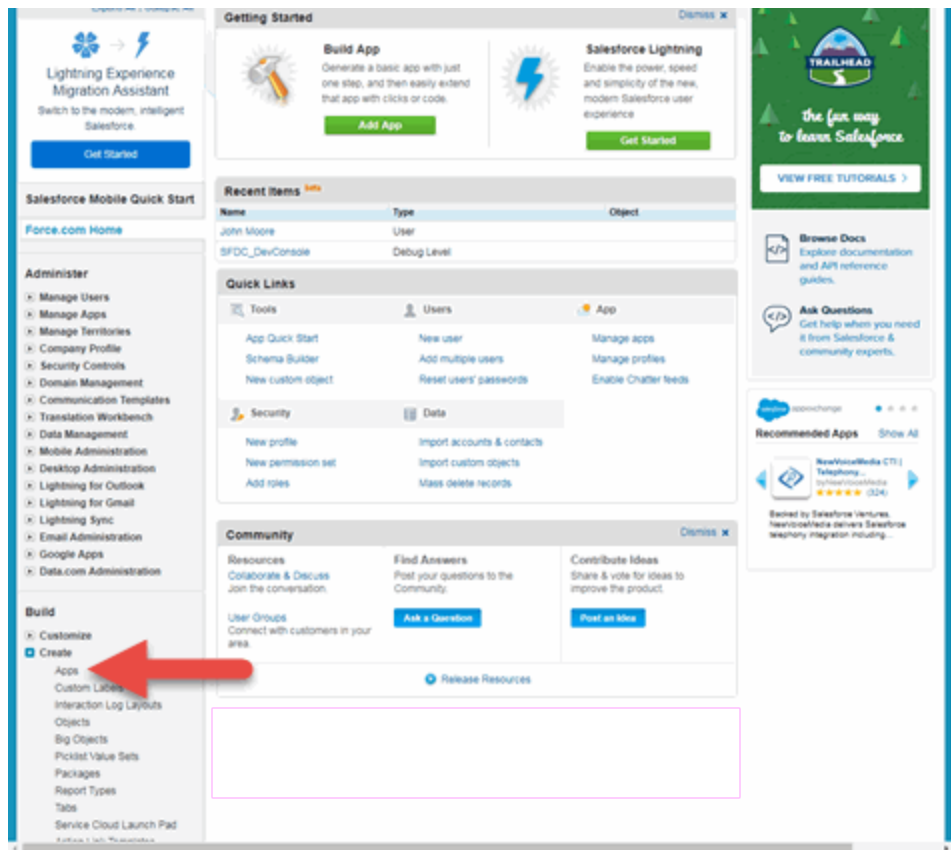 Expand All | Collapse All
Lightning Experience
Migration Assistant
Switch to the modern, intelligent
Salesforce.
Get Started
Salesforce Mobile Quick Start
Force.com Home
Administer
Manage Users
Manage Apps
Manage Territories
Company Profile
Security Controls
Domain Management
Communication Templates
Translation Workbench
Data Management
Mobile Administration
Desktop Administration
Lightning for Outlook
Lightning for Gmail
Lightning Sync
Email Administration
Google Apps
Data.com Administration
Build
Customize
Create
Apps
Custom Labels
Interaction Log Layouts
Objects
Big Objects
Picklist Value Sets
Packages
Report Types
Tabs
Service Cloud Launch Pad
Action Link Templates
Getting Started
Dismiss x
Build App
Generate a basic app with just
one step, and then easily extend
that app with clicks or code.
Add App
Salesforce Lightning
Enable the power, speed
and simplicity of the new,
modern Salesforce user
experience
Get Started
Recent Items beta
Name Type Object
John Moore User
SFDC_DevConsole Debug Level
Quick Links
Tools Users App
App Quick Start New user Manage apps
Schema Builder Add multiple users Manage profiles
New custom object Reset users' passwords Enable Chatter feeds
Security Data
New profile Import accounts & contacts
New permission set Import custom objects
Add roles Mass delete records
Community
Dismiss x
Resources
Collaborate & Discuss
Join the conversation.
User Groups
Connect with customers in your
area.
Find Answers
Post your questions to the
Community.
Ask a Question
Contribute Ideas
Share & vote for ideas to
improve the product.
Post an Idea
Release Resources
TRAILHEAD
the fun way
to learn Salesforce
VIEW FREE TUTORIALS >
</>
Browse Docs
Explore documentation
and API reference
guides.
</>
Ask Questions
Get help when you need
it from Salesforce &
community experts.
salesforce appexchange
Recommended Apps Show All
NewVoiceMedia CTI |
Telephony...
byNewVoiceMedia
(324)
Backed by Salesforce Ventures,
NewVoiceMedia delivers Salesforce
telephony integration including...